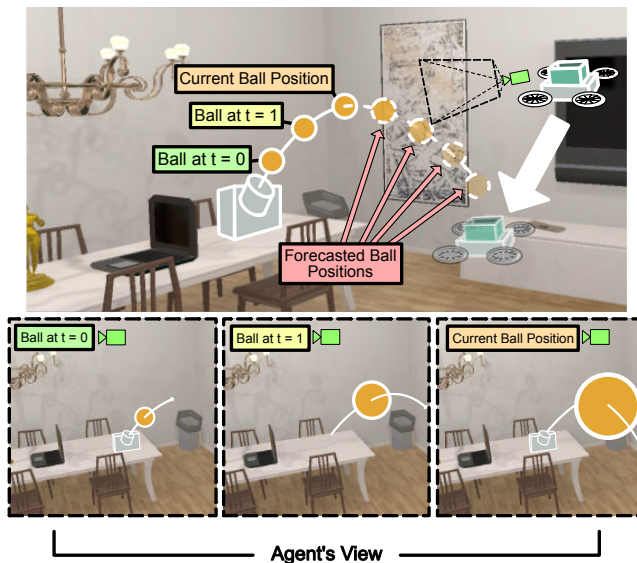 Current Ball Position
Ball at t = 1
Ball at t = 0
Forecasted Ball
Positions
Ball at t = 0
Ball at t = 1
Current Ball Position
Agent's View